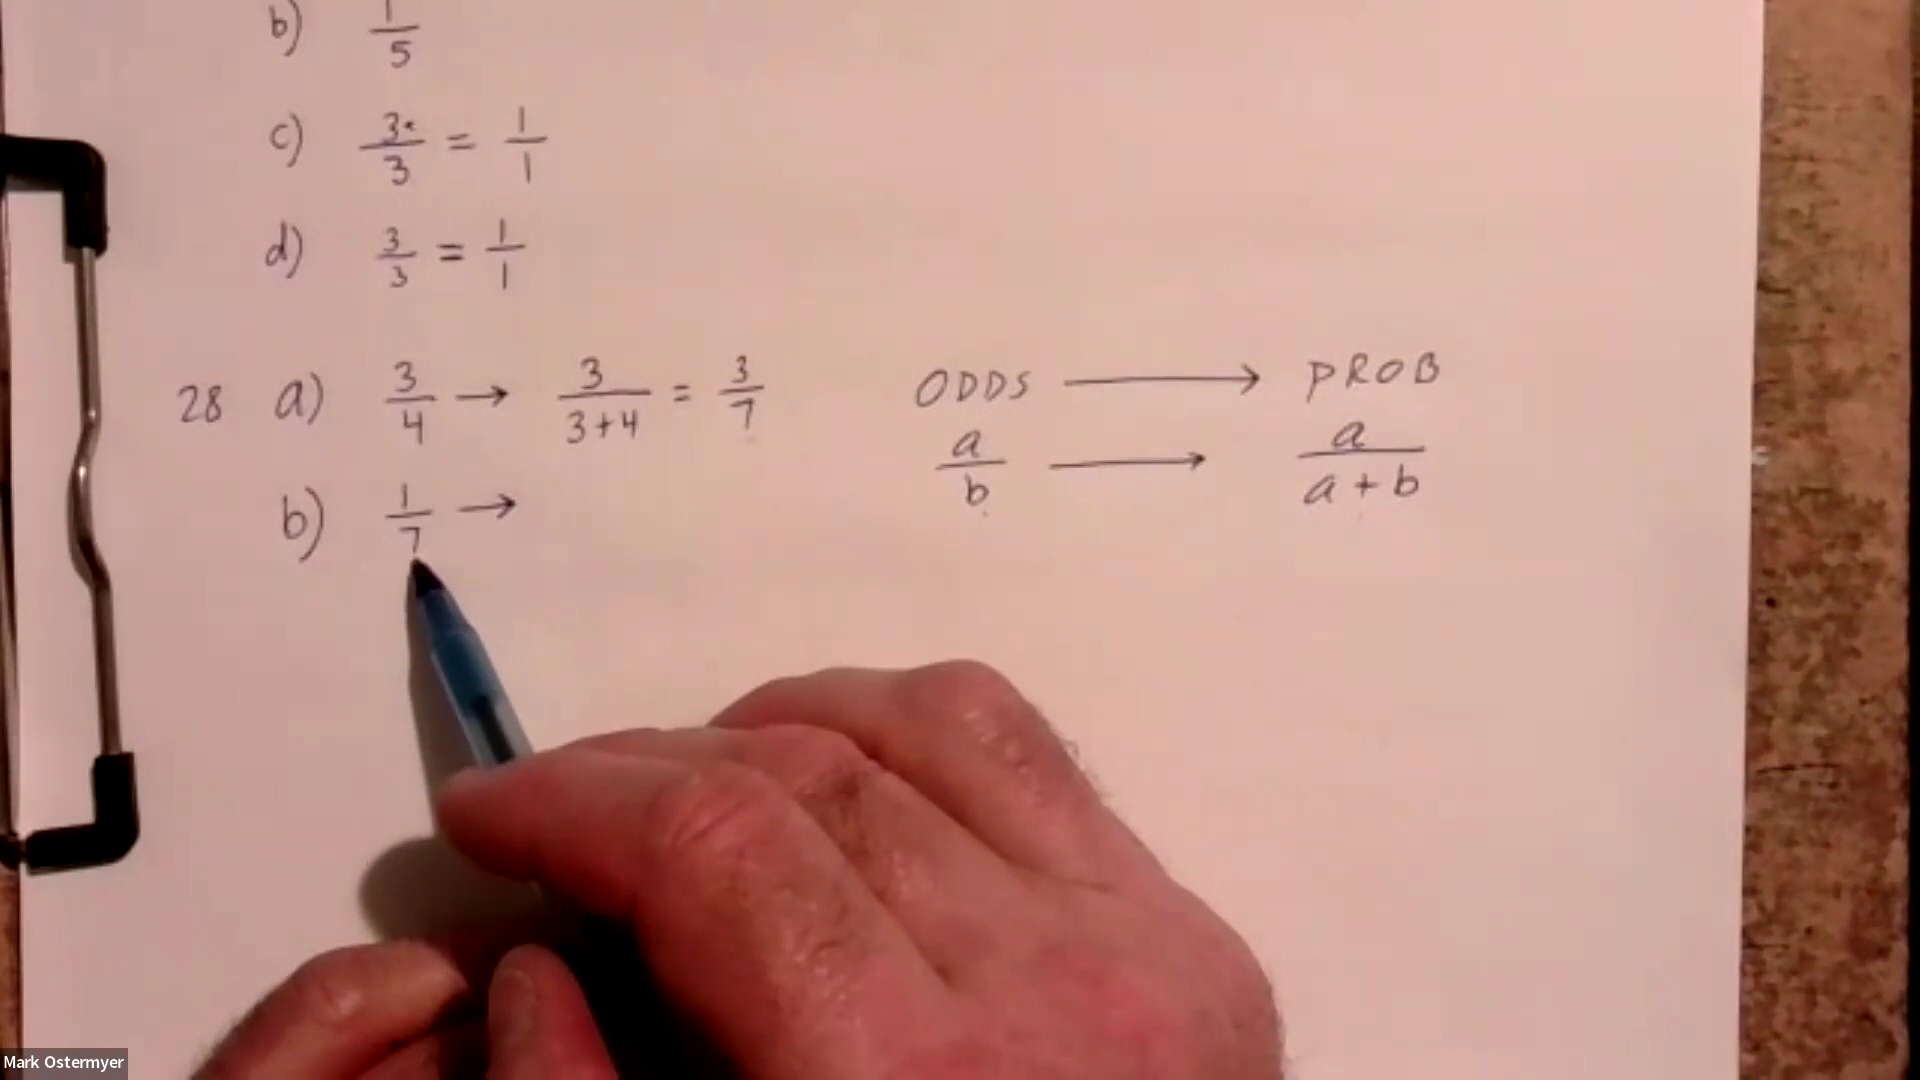 b) 1/5
c) 3/3 = 1/1
d) 3/3 = 1/1
28 a) 3/4 → 3/(3+4) = 3/7
ODDS → PROB
a/b → a/(a+b)
b) 1/7 →
Mark Ostermyer